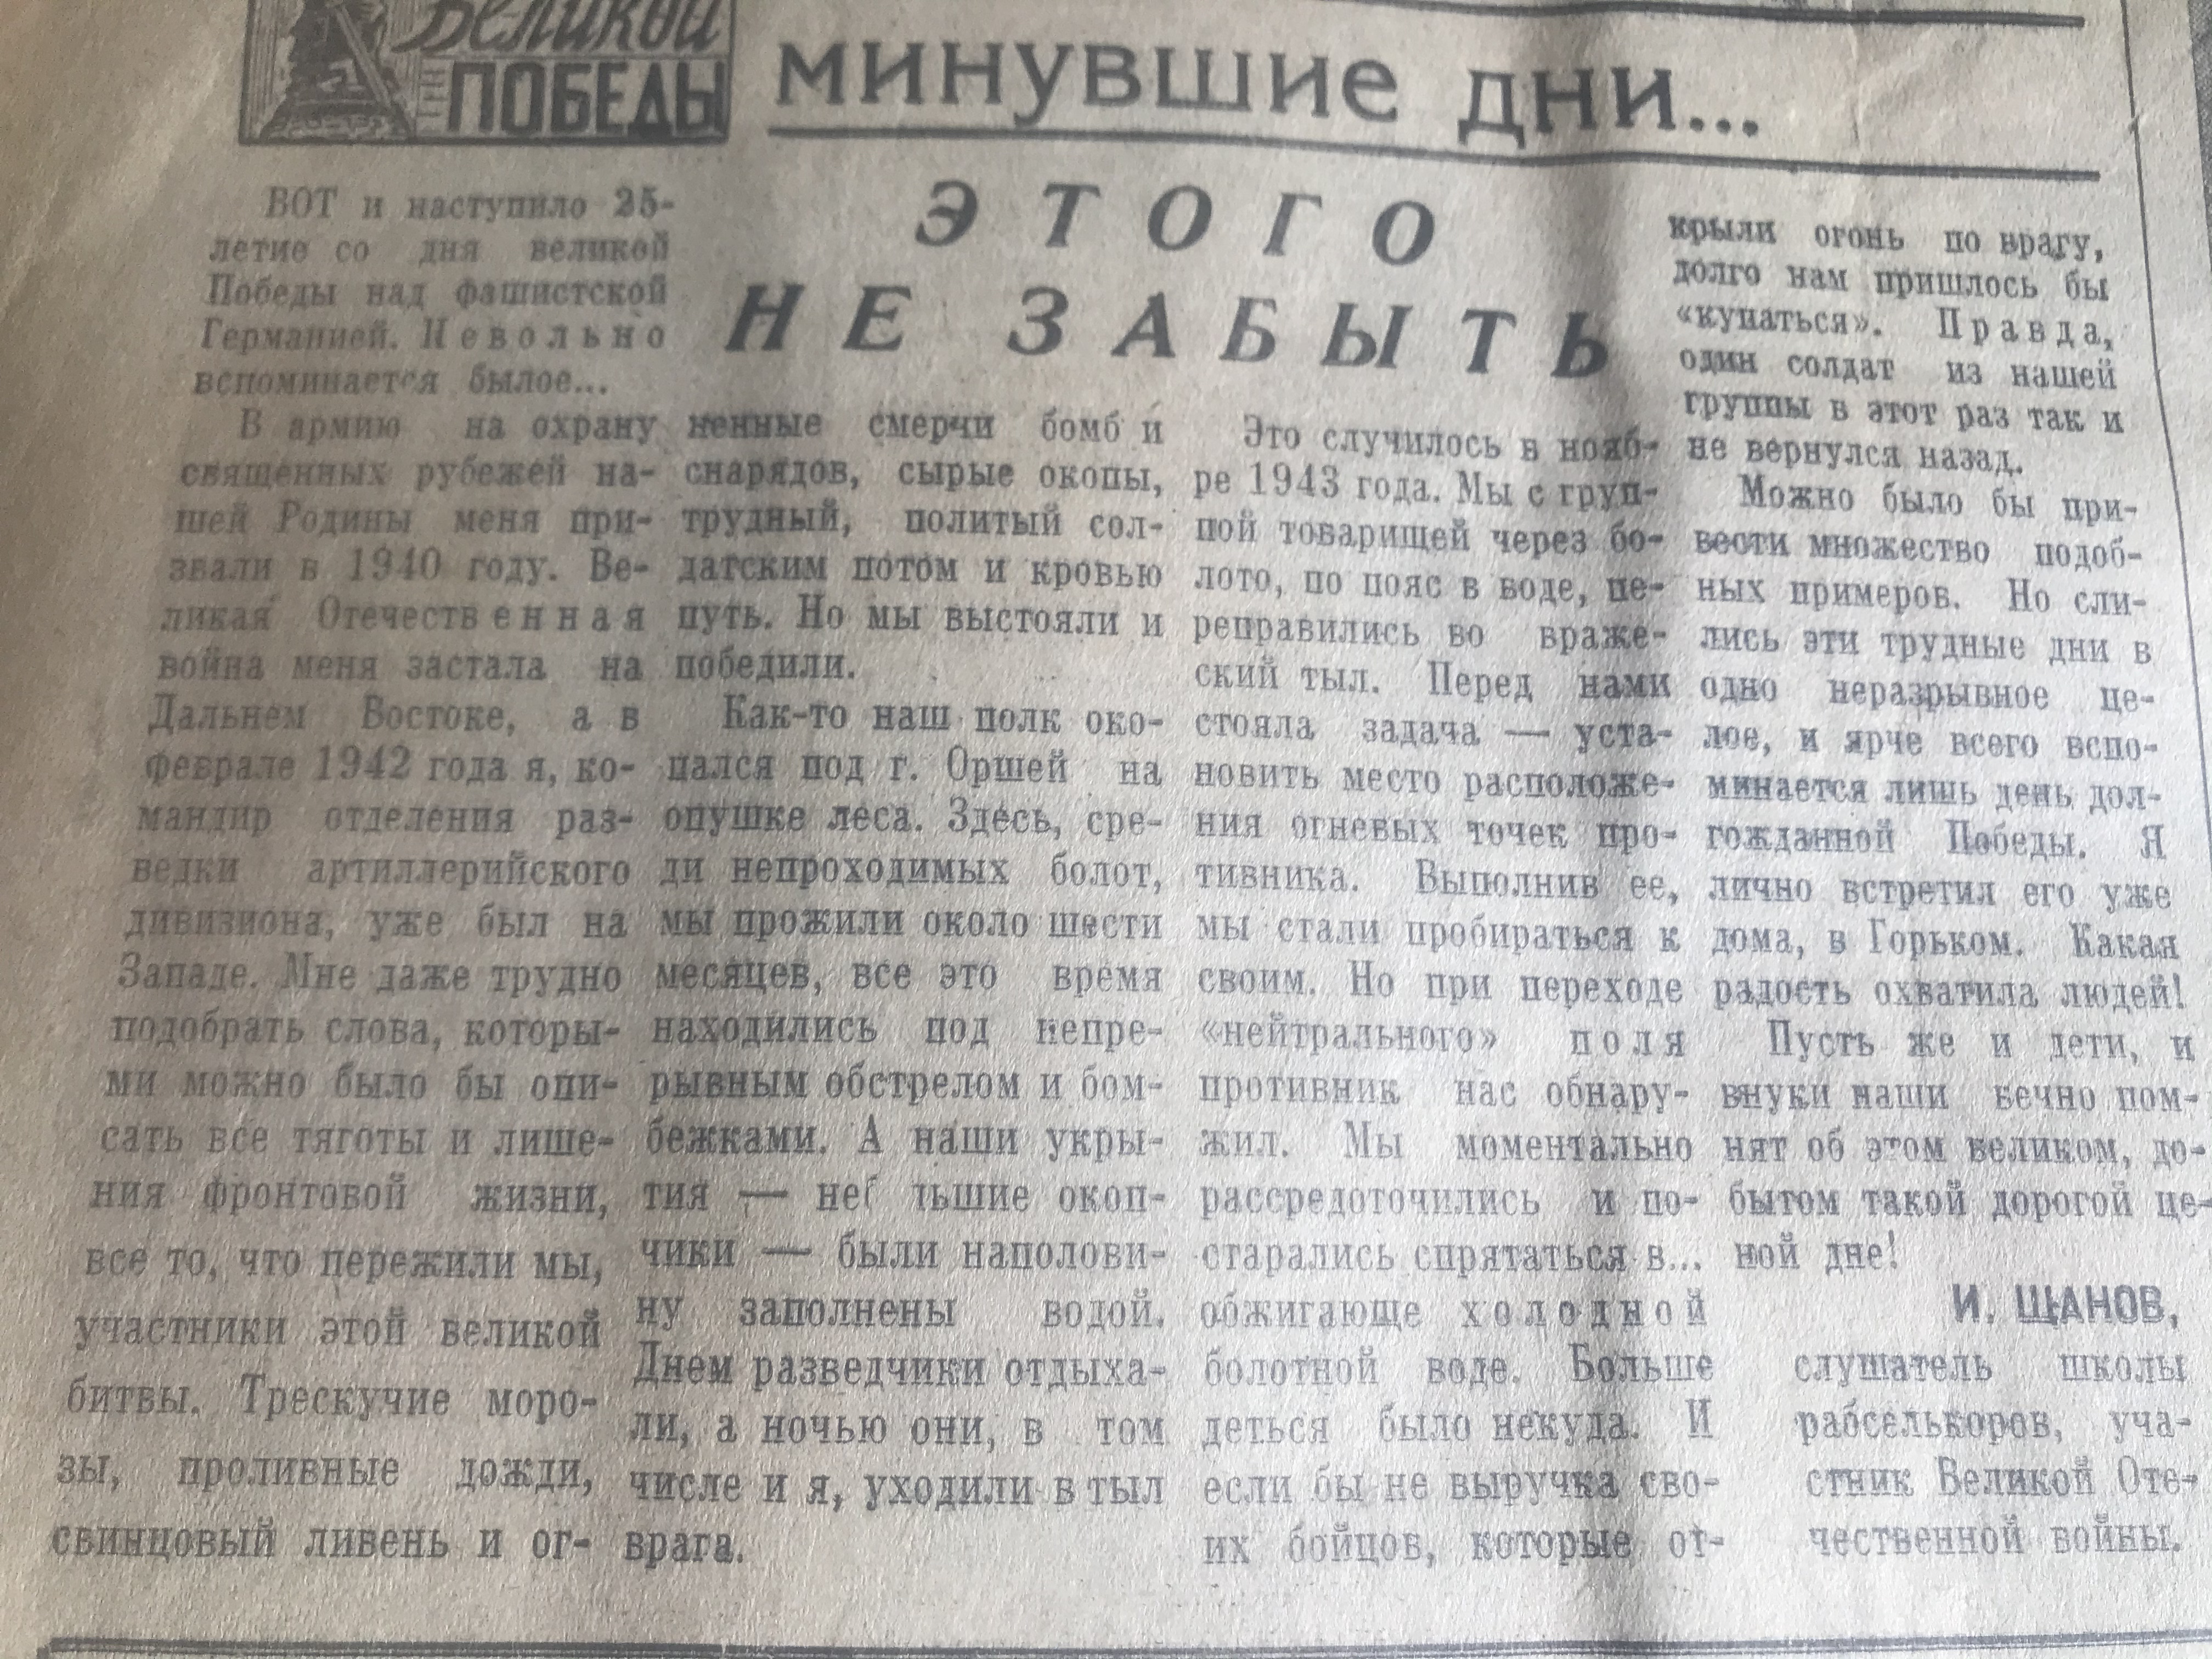 Великой
ПОБЕДЫ
минувшие дни...
ЭТОГО
НЕ ЗАБЫТЬ
ВОТ и наступило 25-
летие со дня великой
Победы над фашистской
Германией. Невольно
вспоминается былое...
В армию на охрану
священных рубежей на-
шей Родины меня при-
звали в 1940 году. Ве-
ликая Отечественная
война меня застала на
Дальнем Востоке, а в
феврале 1942 года я, ко-
мандир отделения раз-
ведки артиллерийского
дивизиона, уже был на
Западе. Мне даже трудно
подобрать слова, которы-
ми можно было бы опи-
сать все тяготы и лише-
ния фронтовой жизни,
все то, что пережили мы,
участники этой великой
битвы. Трескучие моро-
зы, проливные дожди,
свинцовый ливень и ог-
ненные смерчи бомб и
снарядов, сырые окопы,
трудный, политый сол-
датским потом и кровью
путь. Но мы выстояли и
победили.
Как-то наш полк око-
пался под г. Оршей на
опушке леса. Здесь, сре-
ди непроходимых болот,
мы прожили около шести
месяцев, все это время
находились под непре-
рывным обстрелом и бом-
бежками. А наши укры-
тия — неб льшие окоп-
чики — были наполови-
ну заполнены водой.
Днем разведчики отдыха-
ли, а ночью они, в том
числе и я, уходили в тыл
врага.
Это случилось в нояб-
ре 1943 года. Мы с груп-
пой товарищей через бо-
лото, по пояс в воде, пе-
реправились во враже-
ский тыл. Перед нами
стояла задача — уста-
новить место расположе-
ния огневых точек про-
тивника. Выполнив ее,
мы стали пробираться к
своим. Но при переходе
«нейтрального» поля
противник нас обнару-
жил. Мы моментально
рассредоточились и по-
старались спрятаться в...
обжигающе холодной
болотной воде. Больше
деться было некуда. И
если бы не выручка сво-
их бойцов, которые от-
крыли огонь по врагу,
долго нам пришлось бы
«купаться». Правда,
один солдат из нашей
группы в этот раз так и
не вернулся назад.
Можно было бы при-
вести множество подоб-
ных примеров. Но сли-
лись эти трудные дни в
одно неразрывное це-
лое, и ярче всего вспо-
минается лишь день дол-
гожданной Победы. Я
лично встретил его уже
дома, в Горьком. Какая
радость охватила людей!
Пусть же и дети, и
внуки наши вечно пом-
нят об этом великом, до-
бытом такой дорогой це-
ной дне!
И. ЩАНОВ,
слушатель школы
рабселькоров, уча-
стник Великой Оте-
чественной войны.